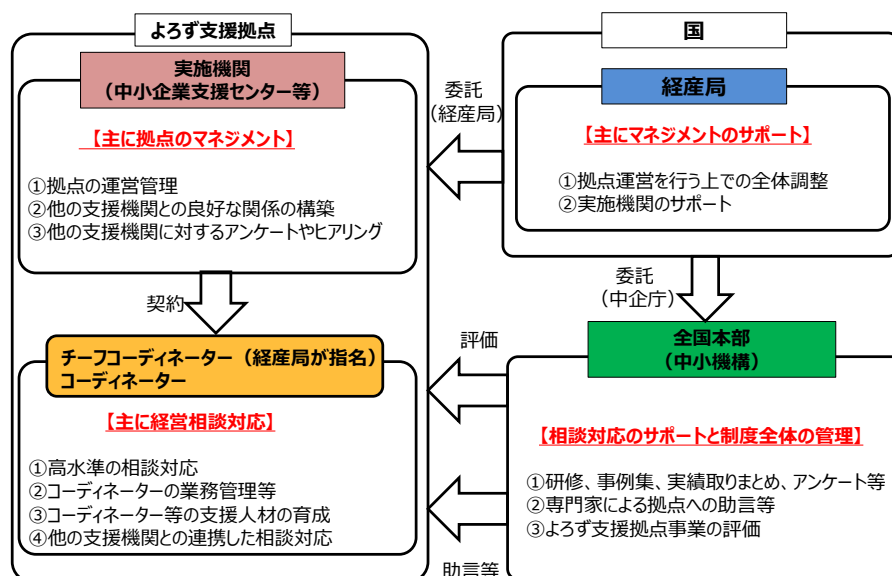 よろず支援拠点
実施機関
（中小企業支援センター等）
【主に拠点のマネジメント】
①拠点の運営管理
②他の支援機関との良好な関係の構築
③他の支援機関に対するアンケートやヒアリング
契約
チーフコーディネーター（経産局が指名）
コーディネーター
【主に経営相談対応】
①高水準の相談対応
②コーディネーターの業務管理等
③コーディネーター等の支援人材の育成
④他の支援機関との連携した相談対応
委託
（経産局）
国
経産局
【主にマネジメントのサポート】
①拠点運営を行う上での全体調整
②実施機関のサポート
委託
（中企庁）
評価
全国本部
（中小機構）
【相談対応のサポートと制度全体の管理】
①研修、事例集、実績取りまとめ、アンケート等
②専門家による拠点への助言等
③よろず支援拠点事業の評価
助言等